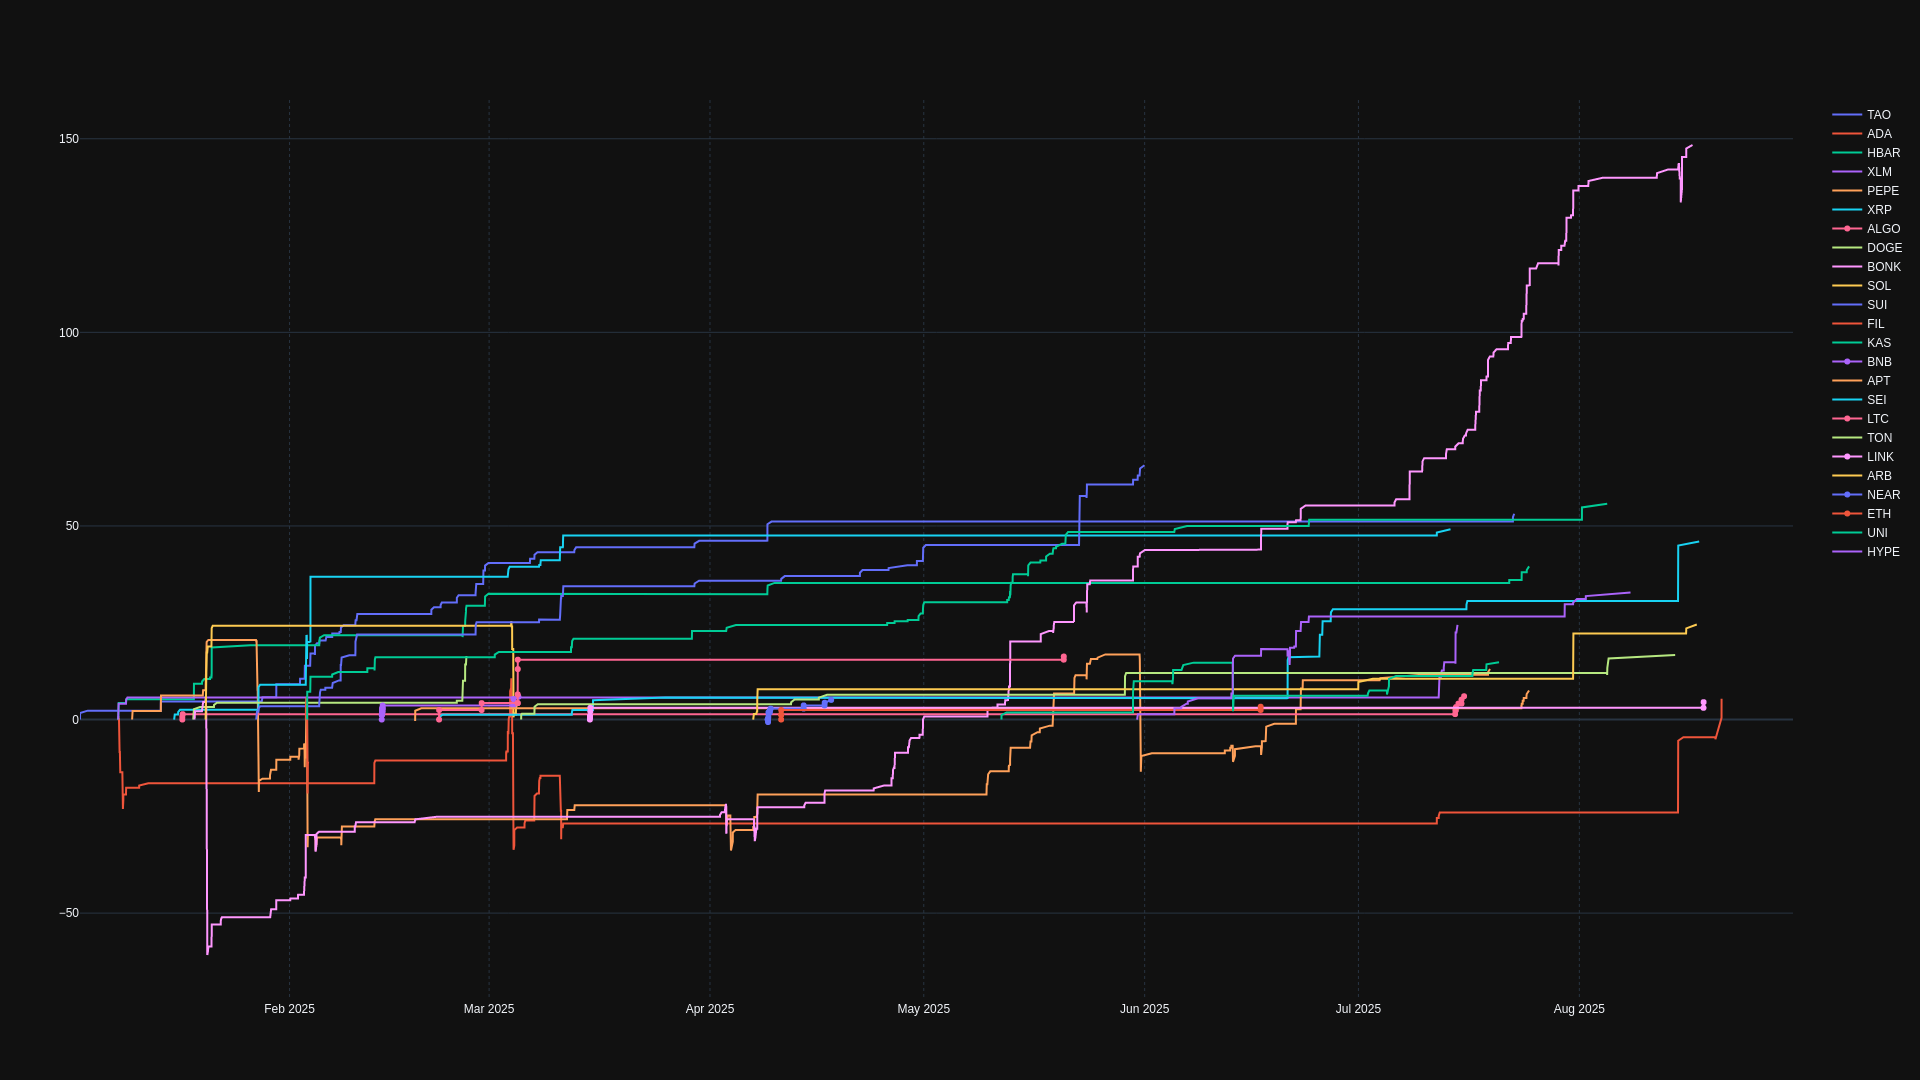 150
100
50
0
−50
Feb 2025
Mar 2025
Apr 2025
May 2025
Jun 2025
Jul 2025
Aug 2025
TAO
ADA
HBAR
XLM
PEPE
XRP
ALGO
DOGE
BONK
SOL
SUI
FIL
KAS
BNB
APT
SEI
LTC
TON
LINK
ARB
NEAR
ETH
UNI
HYPE